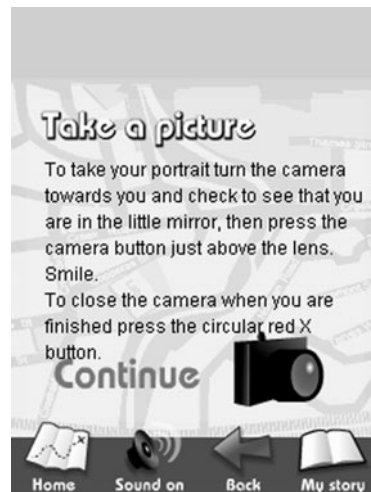 Take a picture
To take your portrait turn the camera
towards you and check to see that you
are in the little mirror, then press the
camera button just above the lens.
Smile.
To close the camera when you are
finished press the circular red X
button.
Continue
Home Sound on Back My story